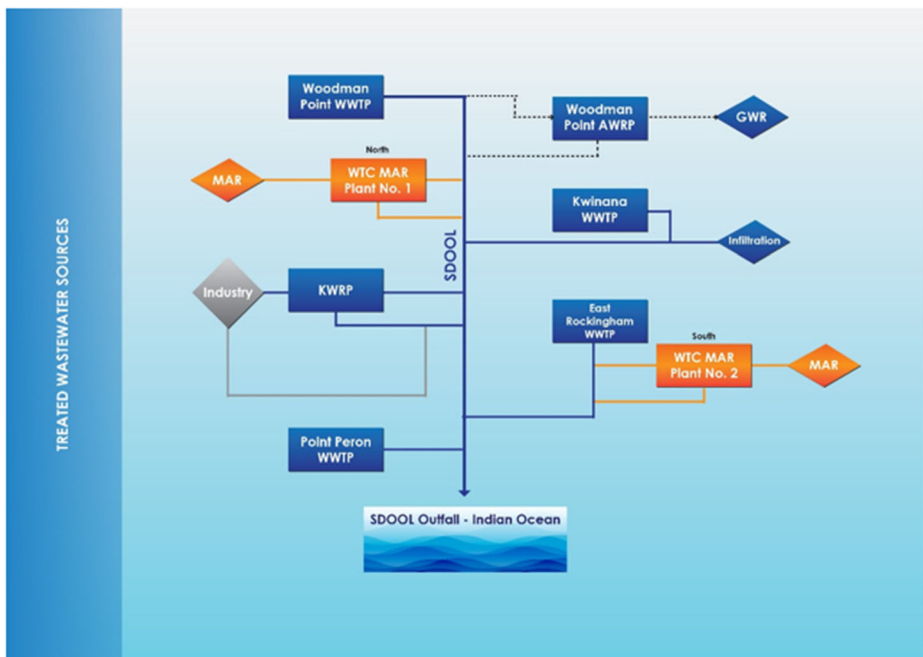 TREATED WASTEWATER SOURCES
Woodman
Point WWTP
Woodman
Point AWRP
GWR
North
MAR
WTC MAR
Plant No. 1
Kwinana
WWTP
SDOOL
Infiltration
Industry
KWRP
East
Rockingham
WWTP
South
WTC MAR
Plant No. 2
MAR
Point Peron
WWTP
SDOOL Outfall - Indian Ocean